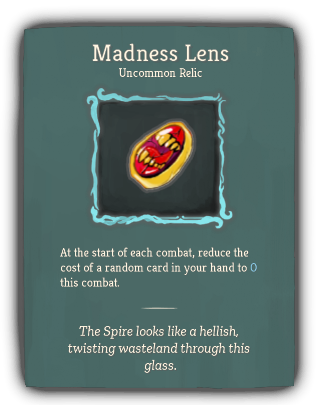 Madness Lens
Uncommon Relic
At the start of each combat, reduce the
cost of a random card in your hand to 0
this combat.
The Spire looks like a hellish,
twisting wasteland through this
glass.